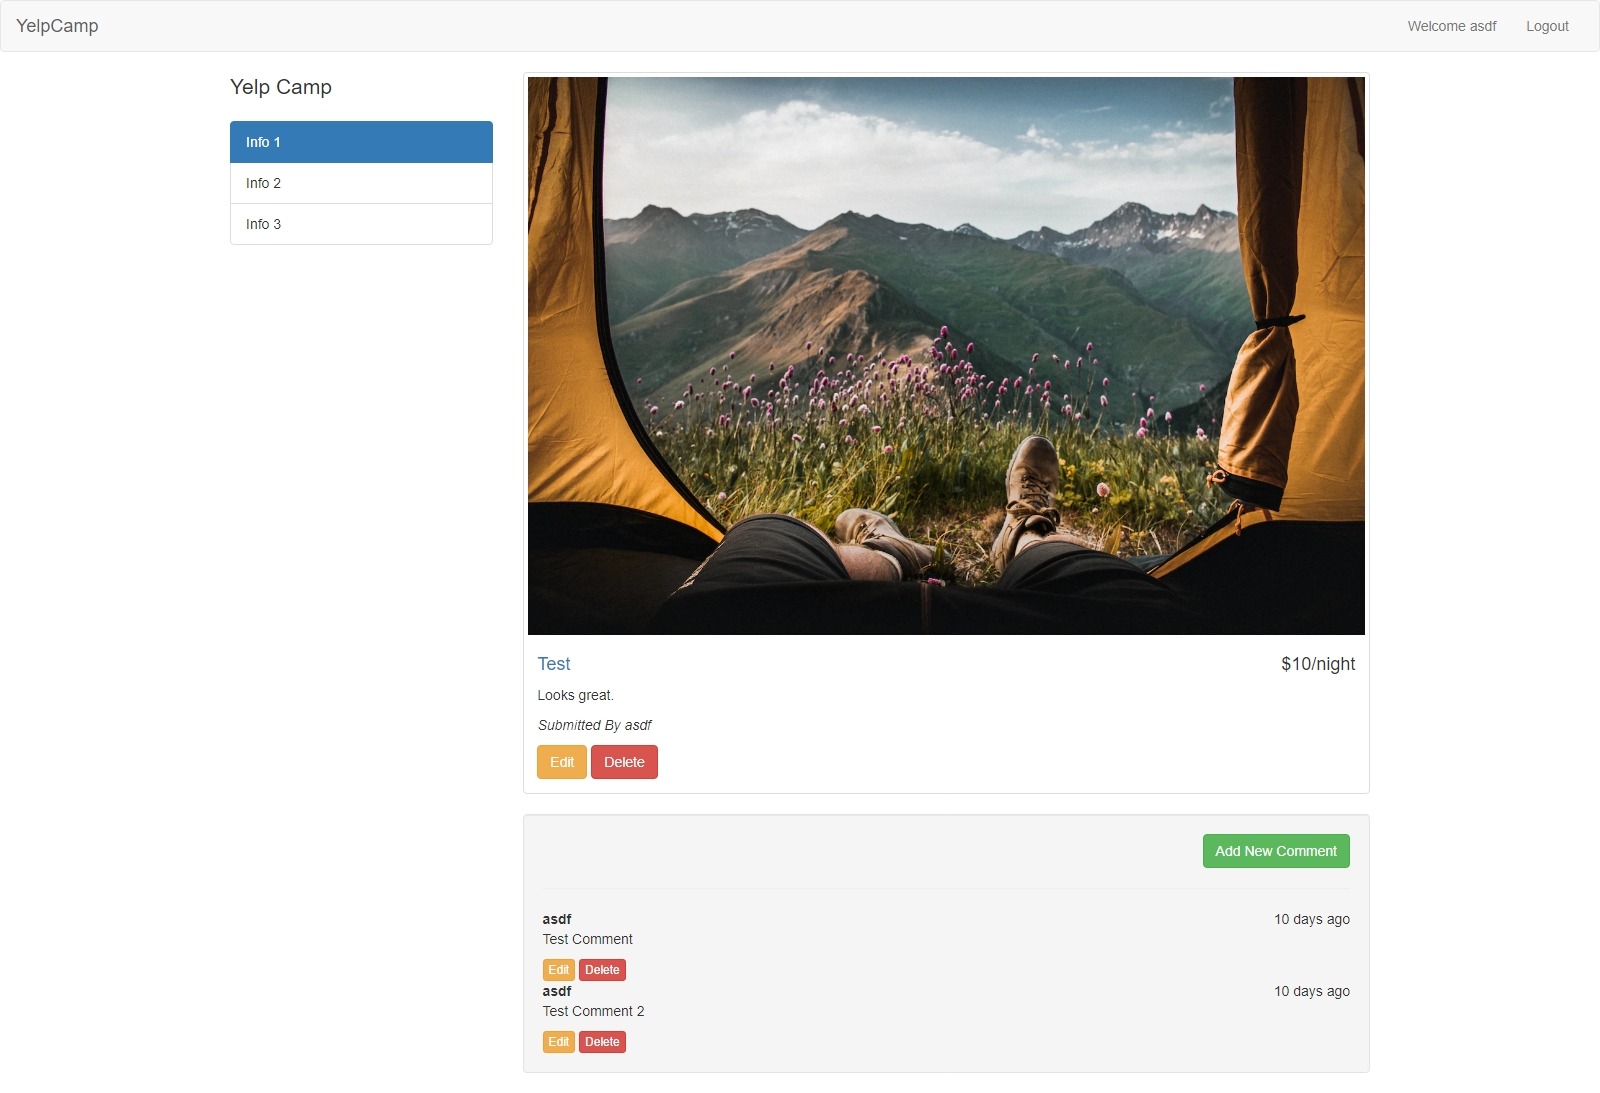 YelpCamp
Welcome asdf
Logout
Yelp Camp
Info 1
Info 2
Info 3
Test
$10/night
Looks great.
Submitted By asdf
Edit Delete
Add New Comment
asdf
10 days ago
Test Comment
Edit Delete
asdf
10 days ago
Test Comment 2
Edit Delete